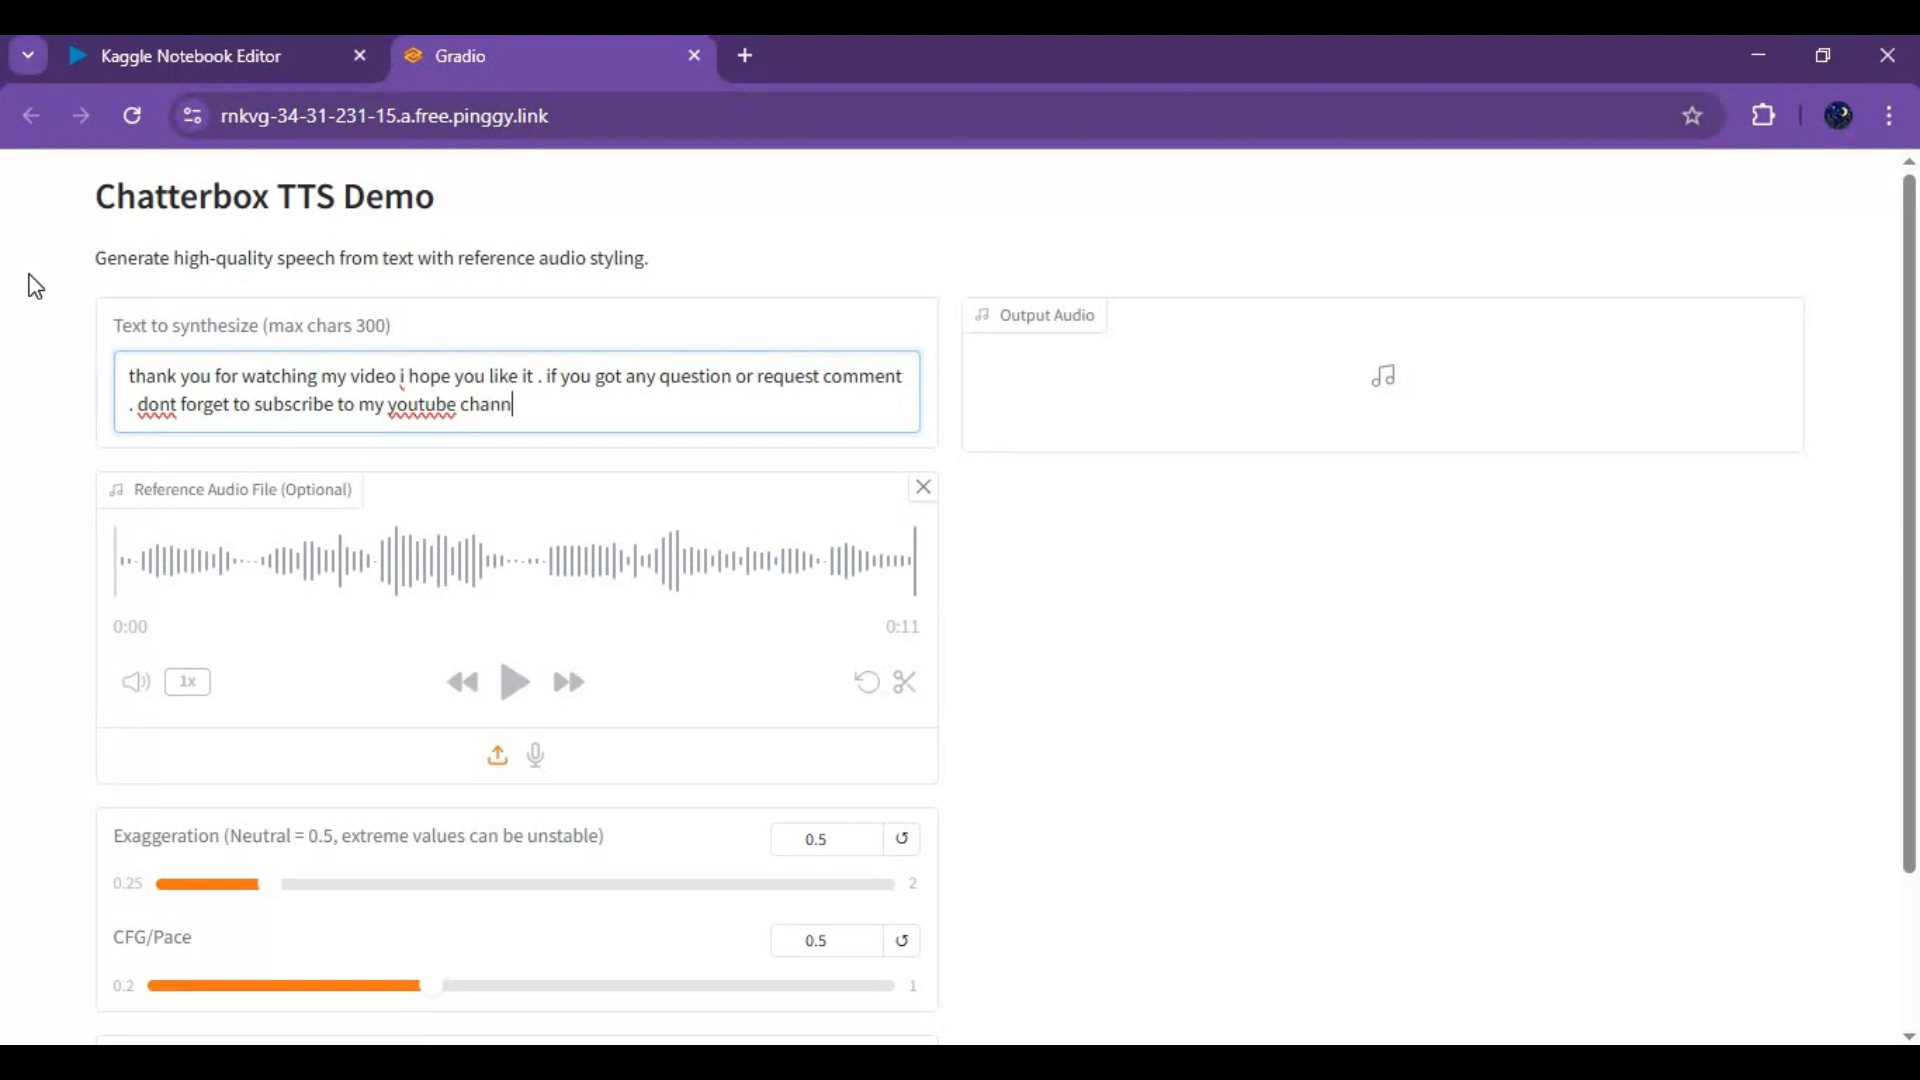 Kaggle Notebook Editor
Gradio
rnkvg-34-31-231-15.a.free.pinggy.link
Chatterbox TTS Demo
Generate high-quality speech from text with reference audio styling.
Text to synthesize (max chars 300)
thank you for watching my video i hope you like it . if you got any question or request comment
. dont forget to subscribe to my youtube chann
Output Audio
Reference Audio File (Optional)
0:00
0:11
1x
Exaggeration (Neutral = 0.5, extreme values can be unstable)
0.5
0.25
2
CFG/Pace
0.5
0.2
1